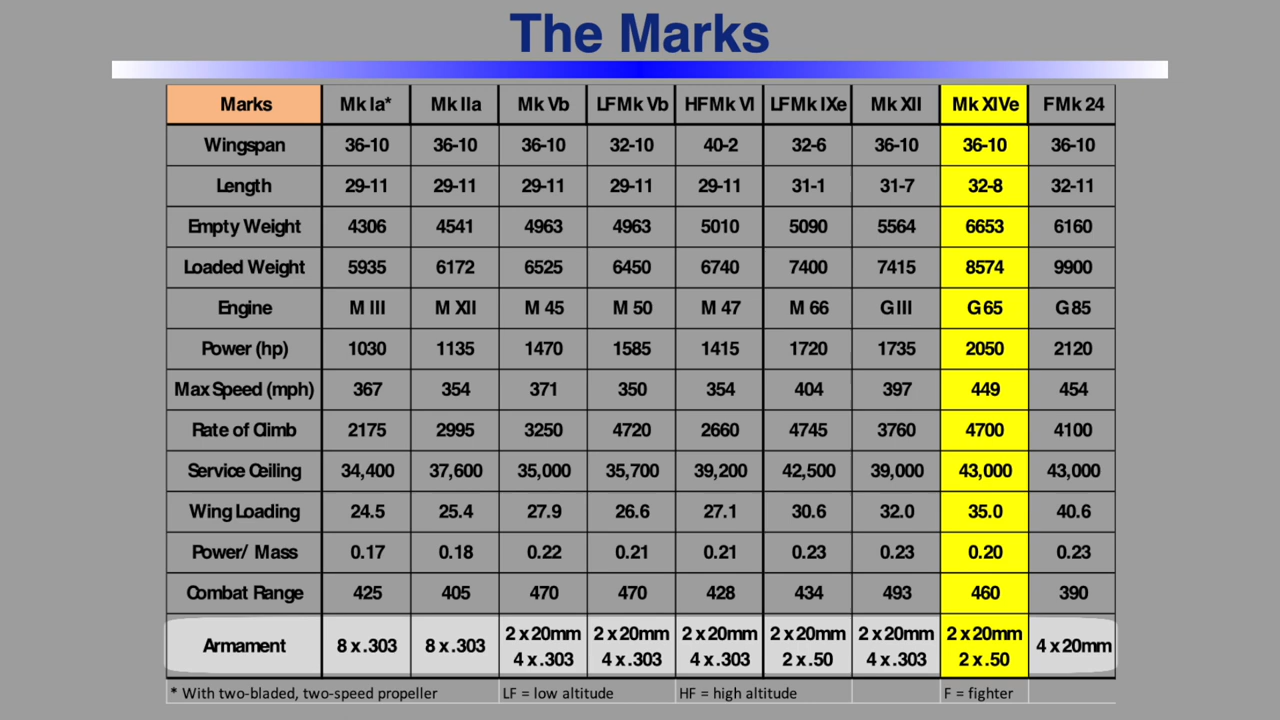 The Marks
Marks Mk Ia* Mk IIa Mk Vb LFMk Vb HFMk VI LFMk IXe Mk XII Mk XIVe FMk 24
Wingspan 36-10 36-10 36-10 32-10 40-2 32-6 36-10 36-10 36-10
Length 29-11 29-11 29-11 29-11 29-11 31-1 31-7 32-8 32-11
Empty Weight 4306 4541 4963 4963 5010 5090 5564 6653 6160
Loaded Weight 5935 6172 6525 6450 6740 7400 7415 8574 9900
Engine M III M XII M 45 M 50 M 47 M 66 G III G 65 G 85
Power (hp) 1030 1135 1470 1585 1415 1720 1735 2050 2120
Max Speed (mph) 367 354 371 350 354 404 397 449 454
Rate of Climb 2175 2995 3250 4720 2660 4745 3760 4700 4100
Service Ceiling 34,400 37,600 35,000 35,700 39,200 42,500 39,000 43,000 43,000
Wing Loading 24.5 25.4 27.9 26.6 27.1 30.6 32.0 35.0 40.6
Power/ Mass 0.17 0.18 0.22 0.21 0.21 0.23 0.23 0.20 0.23
Combat Range 425 405 470 470 428 434 493 460 390
2 x 20mm 2 x 20mm 2 x 20mm 2 x 20mm 2 x 20mm 2 x 20mm
Armament 8 x .303 8 x .303 4 x 20mm
4 x .303 4 x .303 4 x .303 2 x .50 4 x .303 2 x .50
* With two-bladed, two-speed propeller LF = low altitude HF = high altitude F = fighter